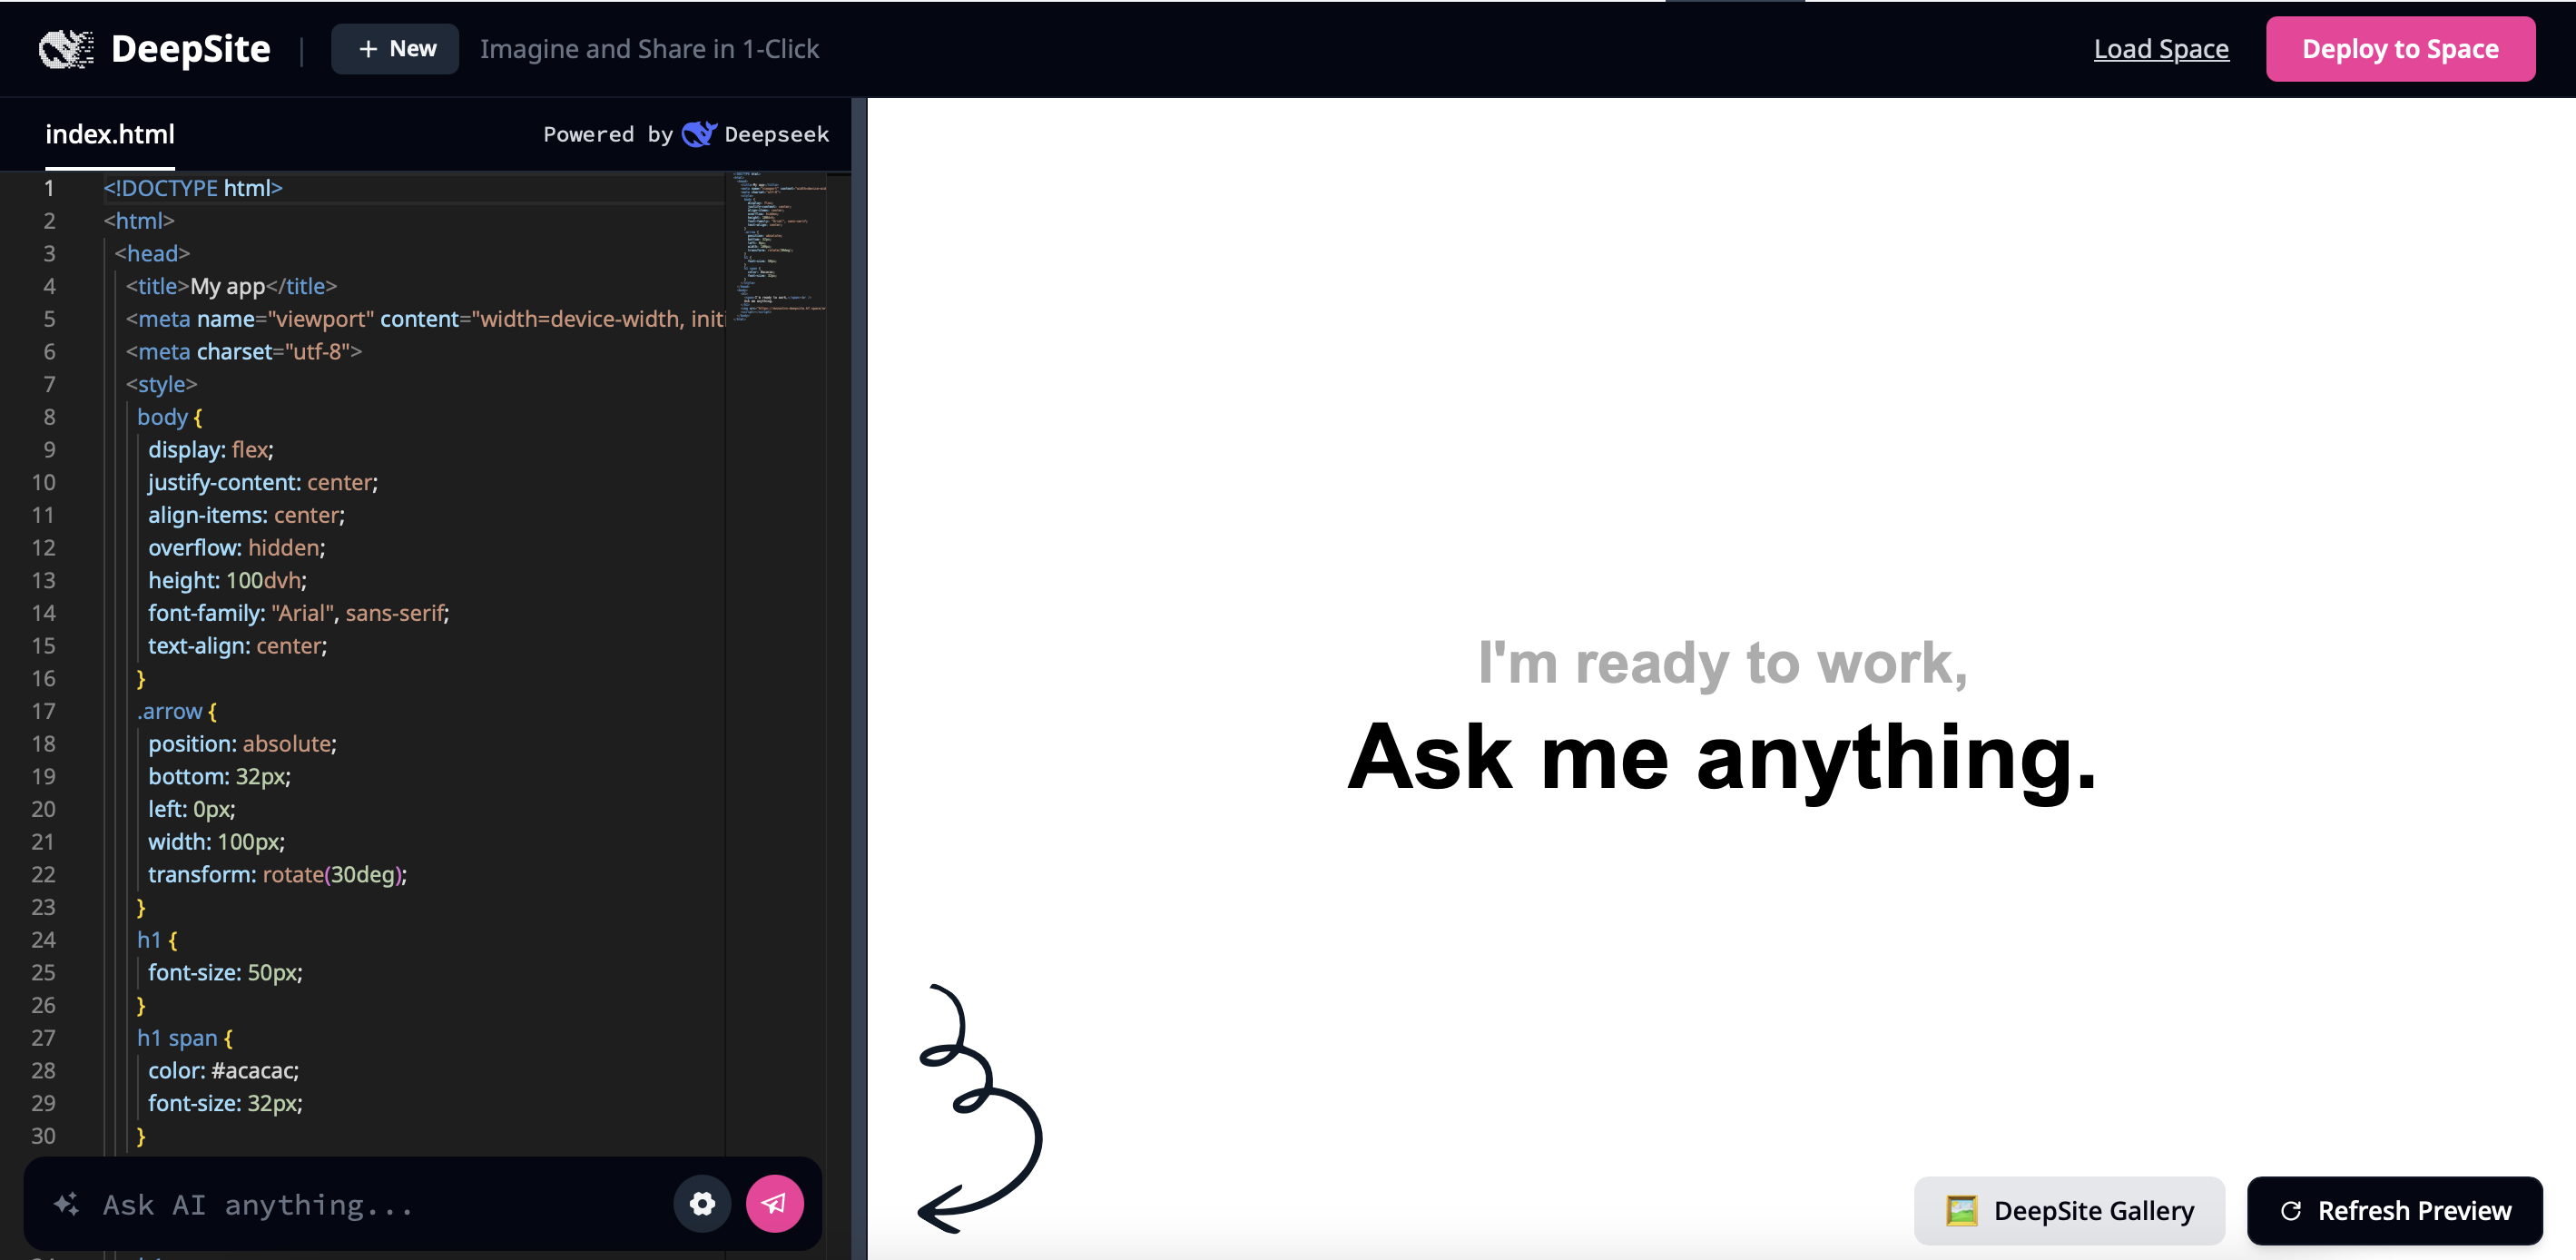 DeepSite | + New Imagine and Share in 1-Click Load Space Deploy to Space
index.html Powered by Deepseek
1 <!DOCTYPE html>
2 <html>
3 <head>
4 <title>My app</title>
5 <meta name="viewport" content="width=device-width, initi
6 <meta charset="utf-8">
7 <style>
8 body {
9 display: flex;
10 justify-content: center;
11 align-items: center;
12 overflow: hidden;
13 height: 100dvh;
14 font-family: "Arial", sans-serif;
15 text-align: center;
16 }
17 .arrow {
18 position: absolute;
19 bottom: 32px;
20 left: 0px;
21 width: 100px;
22 transform: rotate(30deg);
23 }
24 h1 {
25 font-size: 50px;
26 }
27 h1 span {
28 color: #acacac;
29 font-size: 32px;
30 }
Ask AI anything...
I'm ready to work,
Ask me anything.
DeepSite Gallery
Refresh Preview